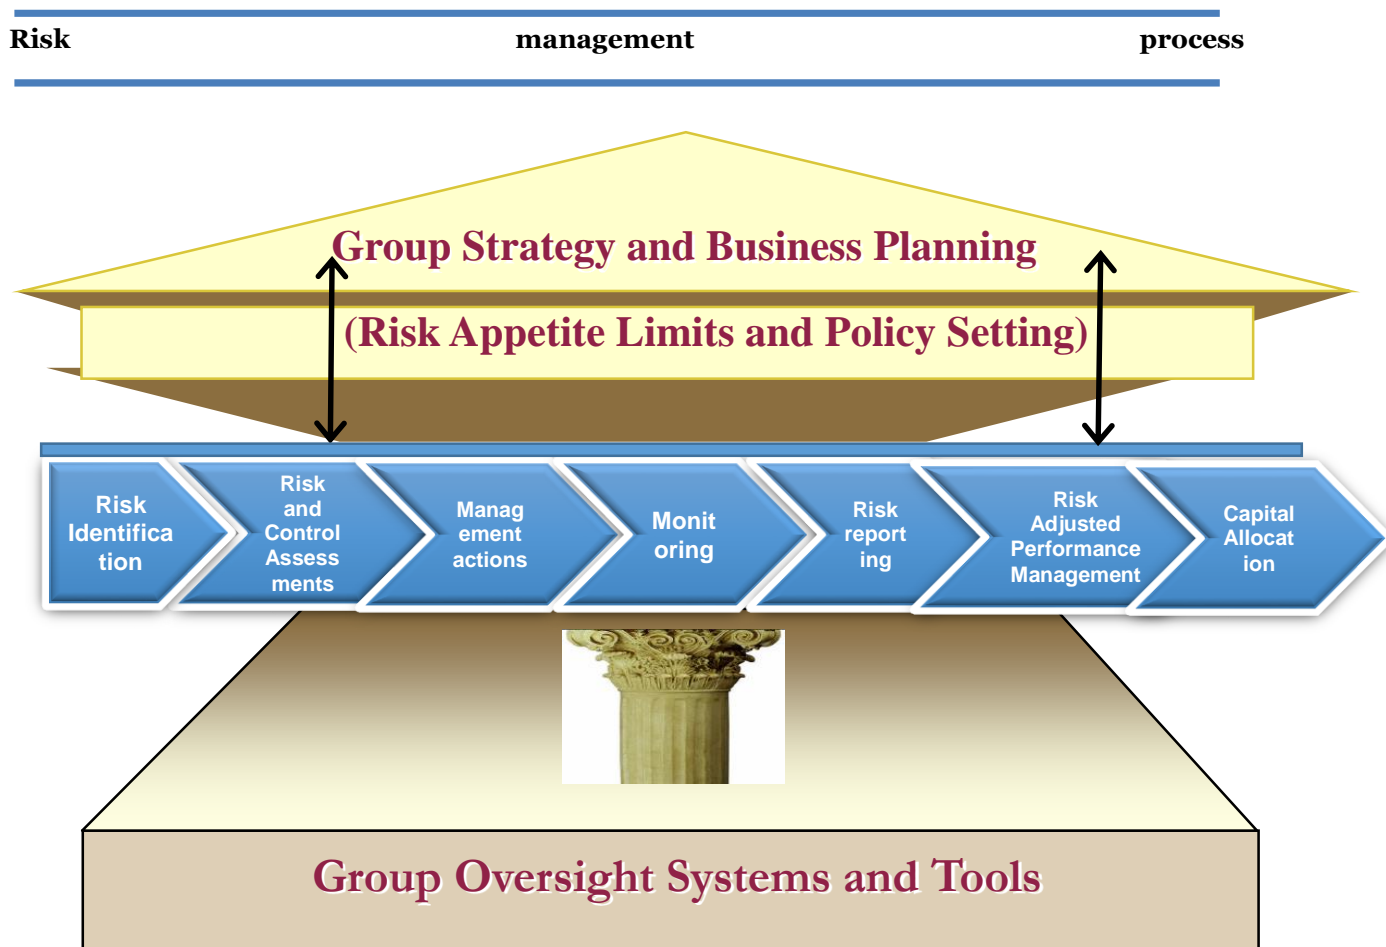 Risk management process
Group Strategy and Business Planning
(Risk Appetite Limits and Policy Setting)
Risk
Identifica
tion
Risk
and
Control
Assess
ments
Manag
ement
actions
Monit
oring
Risk
report
ing
Risk
Adjusted
Performance
Management
Capital
Allocat
ion
Group Oversight Systems and Tools